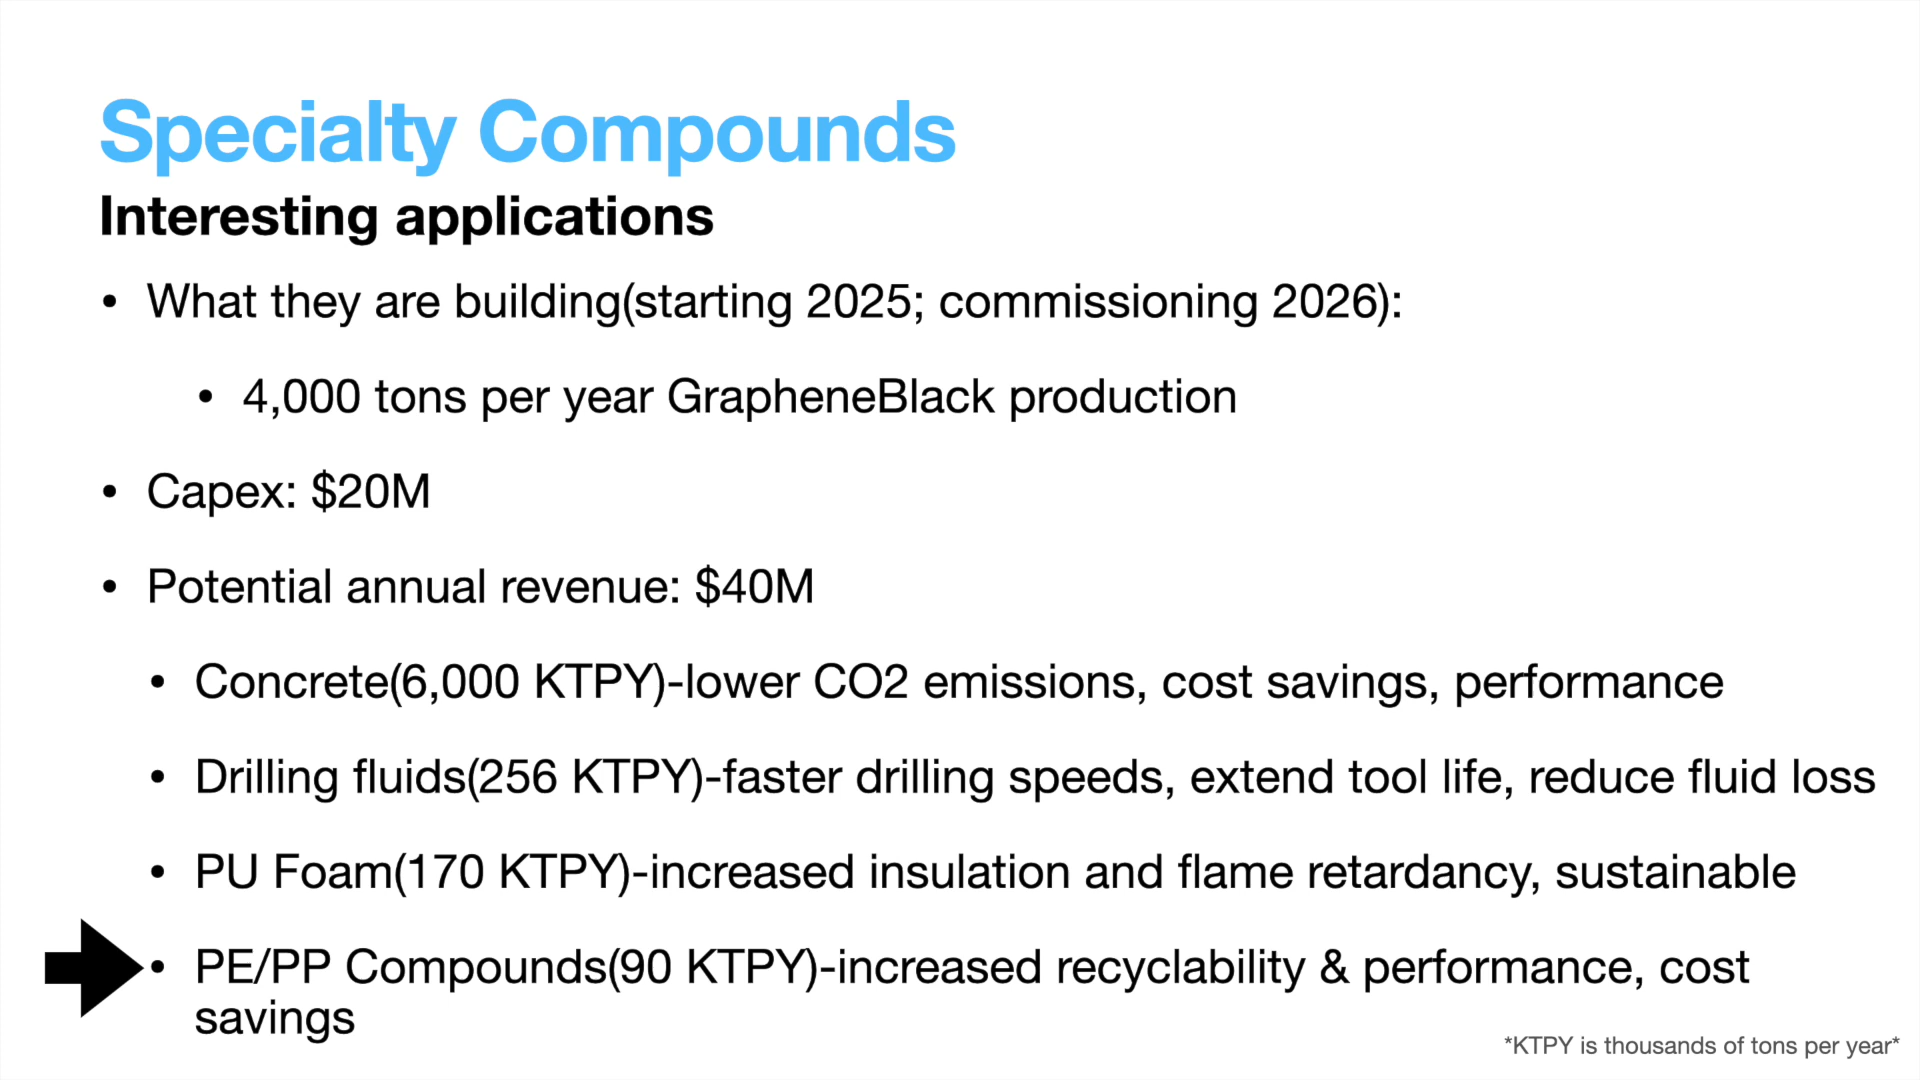 Specialty Compounds
Interesting applications
• What they are building(starting 2025; commissioning 2026):
• 4,000 tons per year GrapheneBlack production
• Capex: $20M
• Potential annual revenue: $40M
• Concrete(6,000 KTPY)-lower CO2 emissions, cost savings, performance
• Drilling fluids(256 KTPY)-faster drilling speeds, extend tool life, reduce fluid loss
• PU Foam(170 KTPY)-increased insulation and flame retardancy, sustainable
• PE/PP Compounds(90 KTPY)-increased recyclability & performance, cost
savings
*KTPY is thousands of tons per year*